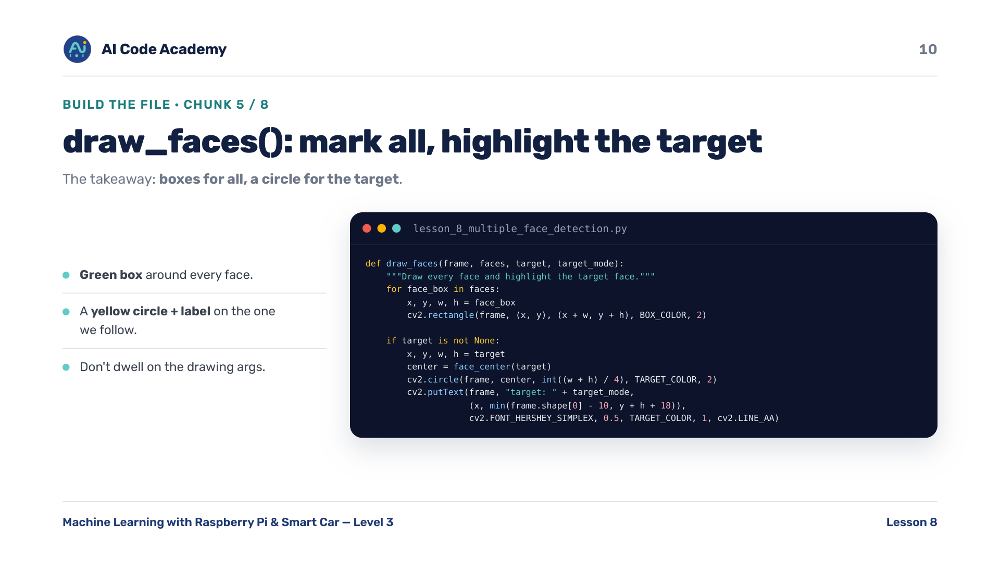 AI Code Academy
10
BUILD THE FILE • CHUNK 5 / 8
draw_faces(): mark all, highlight the target
The takeaway: boxes for all, a circle for the target.
Green box around every face.
A yellow circle + label on the one
we follow.
Don't dwell on the drawing args.
lesson_8_multiple_face_detection.py
def draw_faces(frame, faces, target, target_mode):
    """Draw every face and highlight the target face."""
    for face_box in faces:
        x, y, w, h = face_box
        cv2.rectangle(frame, (x, y), (x + w, y + h), BOX_COLOR, 2)
    if target is not None:
        x, y, w, h = target
        center = face_center(target)
        cv2.circle(frame, center, int((w + h) / 4), TARGET_COLOR, 2)
        cv2.putText(frame, "target: " + target_mode,
                    (x, min(frame.shape[0] - 10, y + h + 18)),
                    cv2.FONT_HERSHEY_SIMPLEX, 0.5, TARGET_COLOR, 1, cv2.LINE_AA)
Machine Learning with Raspberry Pi & Smart Car — Level 3
Lesson 8